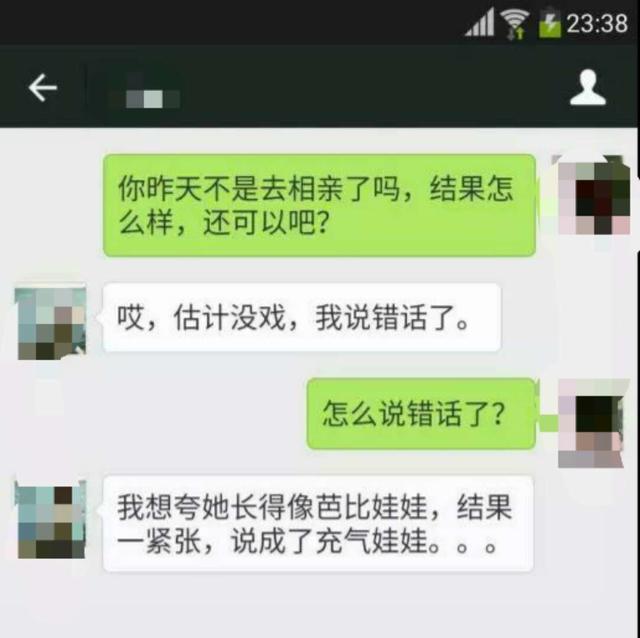 23:38
你昨天不是去相亲了吗，结果怎
么样，还可以吧？
哎，估计没戏，我说错话了。
怎么说错话了？
我想夸她长得像芭比娃娃，结果
一紧张，说成了充气娃娃。。。